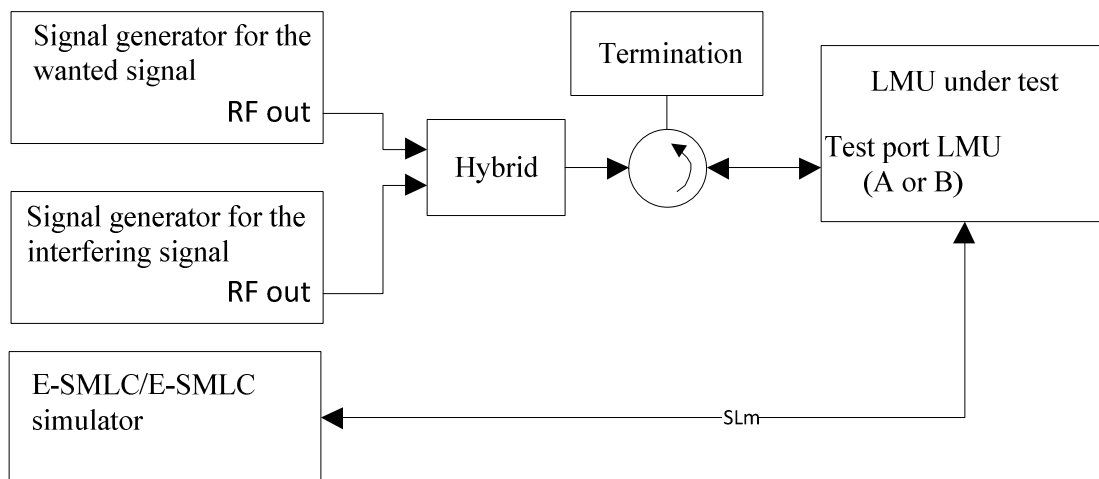 Signal generator for the
wanted signal
RF out
Termination
LMU under test
Test port LMU
(A or B)
Hybrid
Signal generator for the
interfering signal
RF out
E-SMLC/E-SMLC
simulator
SLm